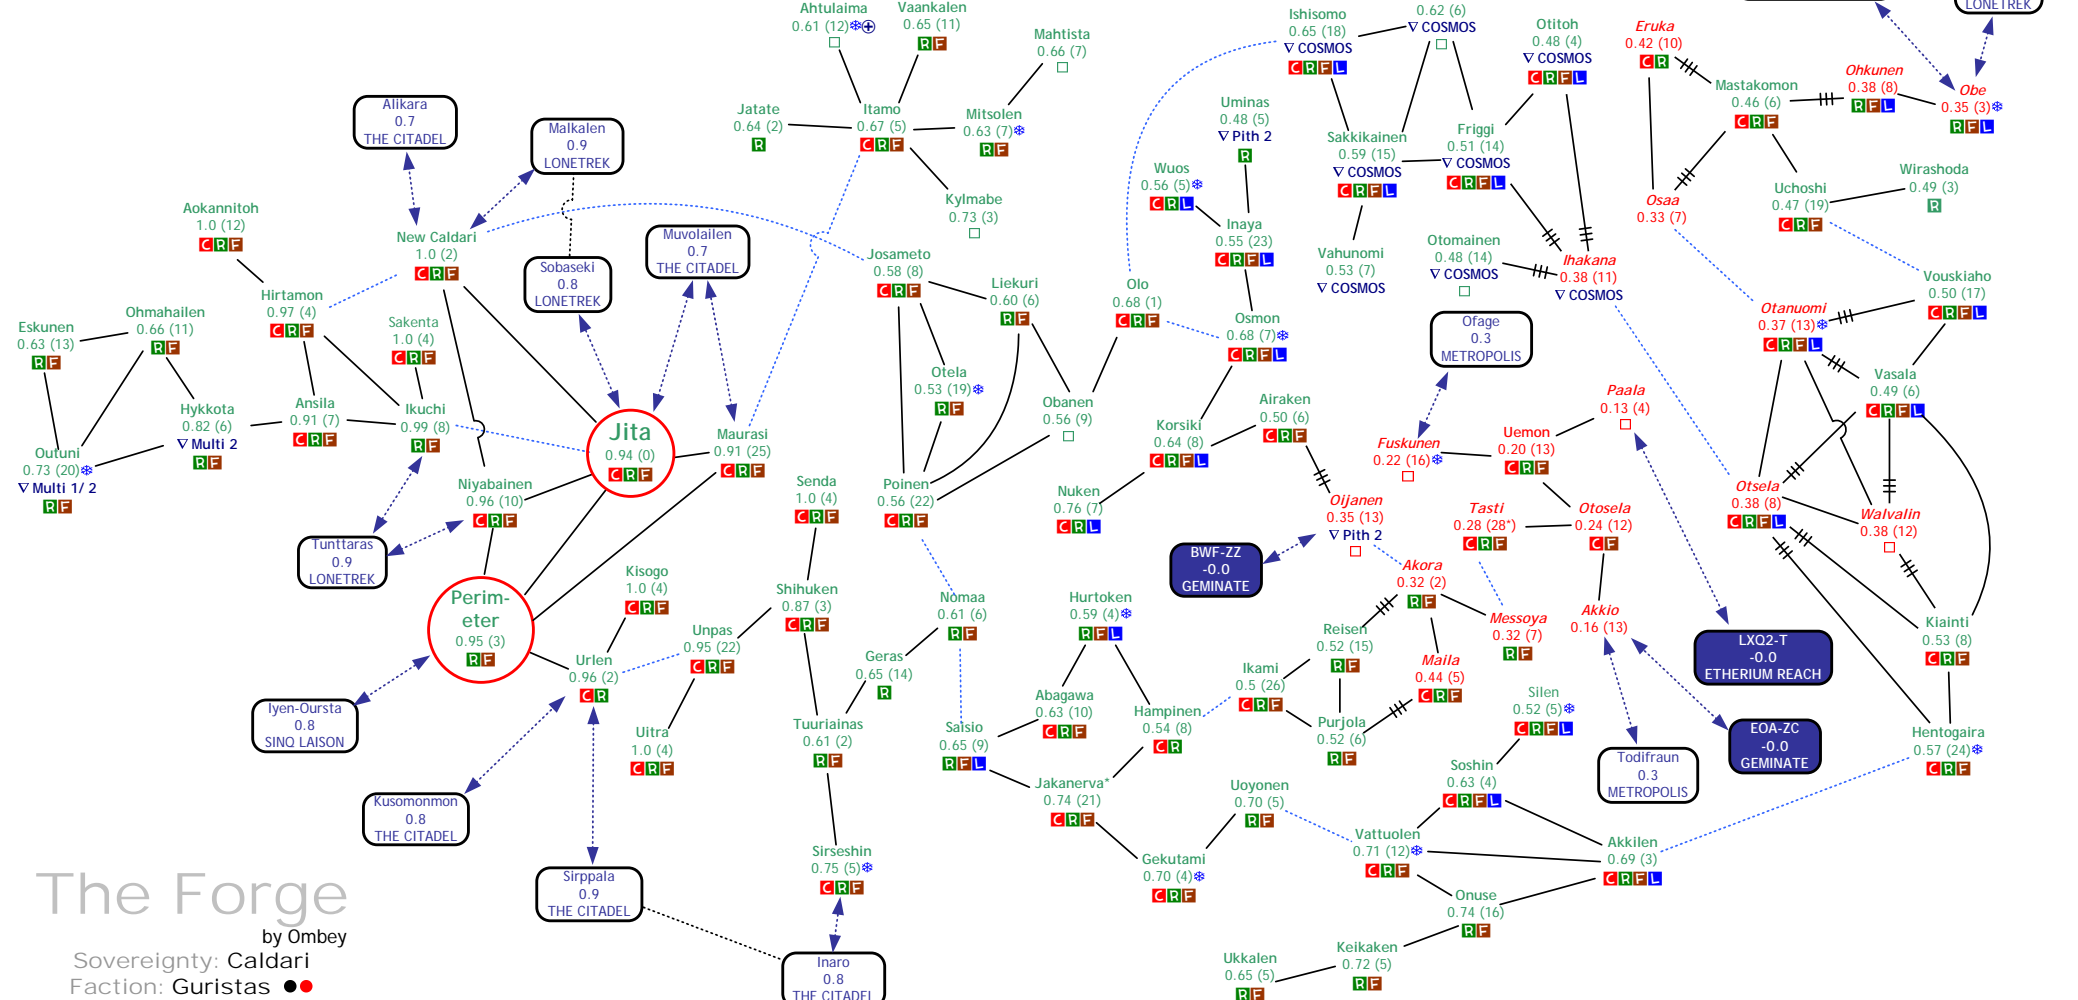 Ahtulaima
0.61 (12)
Vaankalen
0.65 (11)
R F
Mahtista
0.66 (7)
Jatate
0.64 (2)
R
Itamo
0.67 (5)
C R F
Mitsolen
0.63 (7)
R F
Kylmabe
0.73 (3)
Ishisomo
0.65 (18)
∇ COSMOS
C R F L
0.62 (6)
∇ COSMOS
Otitoh
0.48 (4)
∇ COSMOS
C R F L
Eruka
0.42 (10)
C R
Mastakomon
0.46 (6)
C R F
Ohkunen
0.38 (8)
R F L
Obe
0.35 (3)
R F L
LONETREK
Alikara
0.7
THE CITADEL
Malkalen
0.9
LONETREK
Uminas
0.48 (5)
∇ Pith 2
R
Sakkikainen
0.59 (15)
∇ COSMOS
C R F L
Friggi
0.51 (14)
∇ COSMOS
C R F L
Wuos
0.56 (5)
C R L
Uchoshi
0.47 (19)
C R F
Wirashoda
0.49 (3)
R
Osaa
0.33 (7)
Aokannitoh
1.0 (12)
C R F
New Caldari
1.0 (2)
C R F
Sobaseki
0.8
LONETREK
Muvolailen
0.7
THE CITADEL
Josameto
0.58 (8)
C R F
Inaya
0.55 (23)
C R F L
Vahunomi
0.53 (7)
∇ COSMOS
Otomainen
0.48 (14)
∇ COSMOS
Ihakana
0.38 (11)
∇ COSMOS
Vouskiaho
0.50 (17)
C R F L
Hirtamon
0.97 (4)
C R F
Liekuri
0.60 (6)
R F
Olo
0.68 (1)
C R F
Osmon
0.68 (7)
C R F L
Ofage
0.3
METROPOLIS
Otanuomi
0.37 (13)
C R F L
Eskunen
0.63 (13)
R F
Ohmahailen
0.66 (11)
R F
Sakenta
1.0 (4)
C R F
Otela
0.53 (19)
R F
Vasala
0.49 (6)
C R F L
Hykkota
0.82 (6)
∇ Multi 2
R F
Ansila
0.91 (7)
C R F
Ikuchi
0.99 (8)
R F
Jita
0.94 (0)
C R F
Maurasi
0.91 (25)
C R F
Obanen
0.56 (9)
Korsiki
0.64 (8)
C R F L
Airaken
0.50 (6)
C R F
Fuskunen
0.22 (16)
Uemon
0.20 (13)
C R F
Paala
0.13 (4)
Outuni
0.73 (20)
∇ Multi 1/ 2
R F
Niyabainen
0.96 (10)
C R F
Senda
1.0 (4)
C R F
Poinen
0.56 (22)
C R F
Nuken
0.76 (7)
C R L
Oijanen
0.35 (13)
∇ Pith 2
Tasti
0.28 (28*)
C R F
Otosela
0.24 (12)
C F
Otsela
0.38 (8)
C R F L
Walvalin
0.38 (12)
Tunttaras
0.9
LONETREK
BWF-ZZ
-0.0
GEMINATE
Akora
0.32 (2)
R F
Perim-
eter
0.95 (3)
R F
Kisogo
1.0 (4)
C R F
Shihuken
0.87 (3)
C R F
Nomaa
0.61 (6)
R F
Hurtoken
0.59 (4)
R F L
Messoya
0.32 (7)
R F
Akkio
0.16 (13)
LXQ2-T
-0.0
ETHERIUM REACH
Kiainti
0.53 (8)
C R F
Unpas
0.95 (22)
C R F
Urlen
0.96 (2)
C R
Geras
0.65 (14)
R
Reisen
0.52 (15)
R F
Ikami
0.5 (26)
C R F
Maila
0.44 (5)
C R F
Abagawa
0.63 (10)
C R F
Hampinen
0.54 (8)
C R
Silen
0.52 (5)
C R F L
Iyen-Oursta
0.8
SINQ LAISON
Uitra
1.0 (4)
C R F
Tuuriainas
0.61 (2)
R F
Saisio
0.65 (9)
R F L
Purjola
0.52 (6)
R F
EOA-ZC
-0.0
GEMINATE
Todifraun
0.3
METROPOLIS
Hentogaira
0.57 (24)
C R F
Kusomonmon
0.8
THE CITADEL
Jakanerva*
0.74 (21)
C R F
Uoyonen
0.70 (5)
R F
Soshin
0.63 (4)
C R F L
Vattuolen
0.71 (12)
C R F
Akkilen
0.69 (3)
C R F L
Sirseshin
0.75 (5)
C R F
Gekutami
0.70 (4)
C R F
Sirppala
0.9
THE CITADEL
Onuse
0.74 (16)
R F
Keikaken
0.72 (5)
R F
Ukkalen
0.65 (5)
R F
Inaro
0.8
THE CITADEL
The Forge
by Ombey
Sovereignty: Caldari
Faction: Guristas